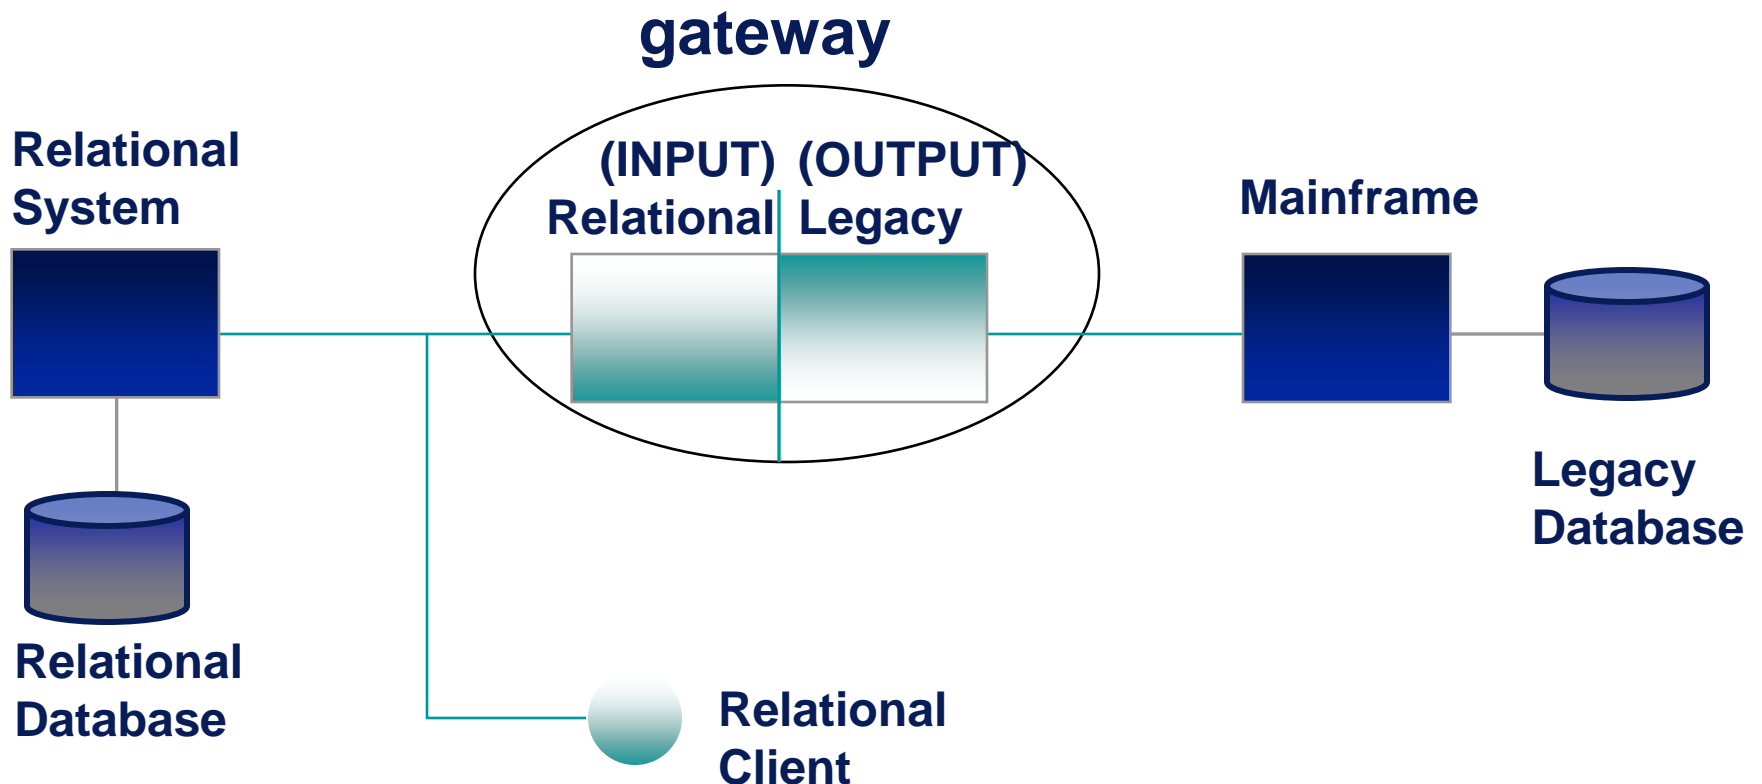 gateway
Relational
System
(INPUT) (OUTPUT)
Relational Legacy
Mainframe
Legacy
Database
Relational
Database
Relational
Client